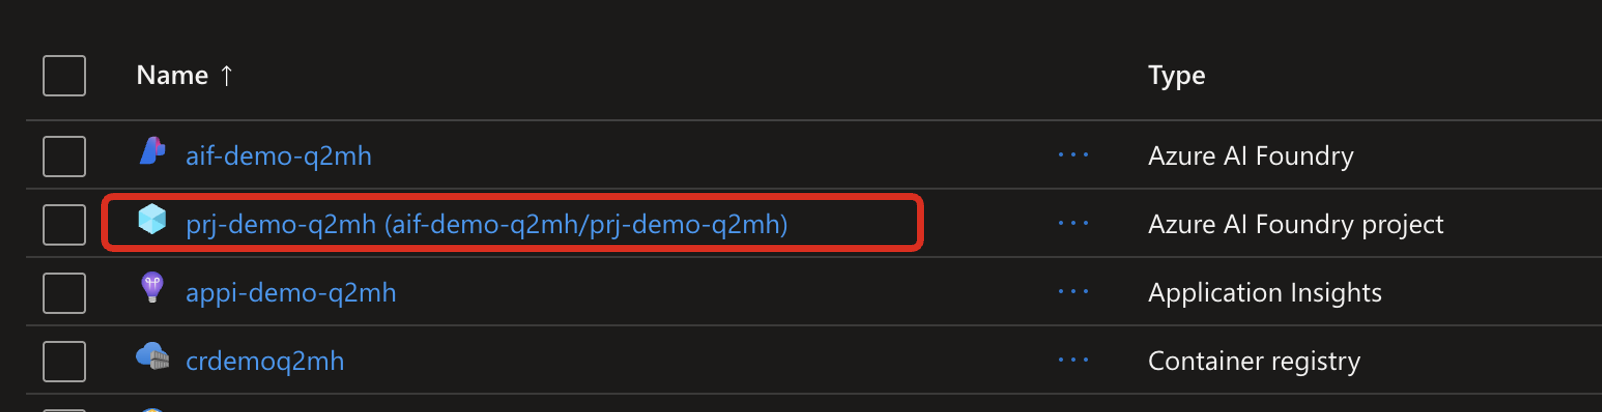 Name ↑ Type
aif-demo-q2mh ··· Azure AI Foundry
prj-demo-q2mh (aif-demo-q2mh/prj-demo-q2mh) ··· Azure AI Foundry project
appi-demo-q2mh ··· Application Insights
crdemoq2mh ··· Container registry